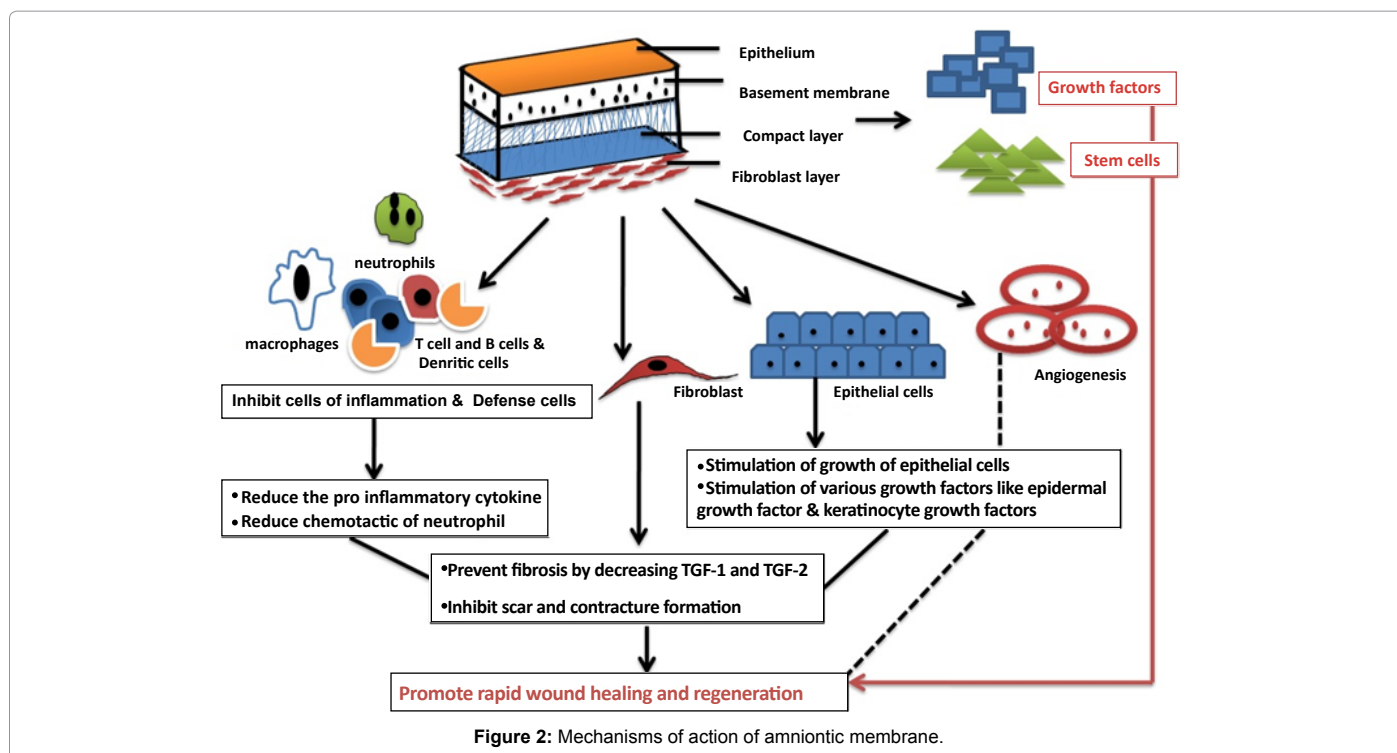 Epithelium
Basement membrane
Compact layer
Fibroblast layer
Growth factors
Stem cells
neutrophils
macrophages
T cell and B cells &
Denritic cells
Fibroblast
Epithelial cells
Angiogenesis
Inhibit cells of inflammation & Defense cells
•Reduce the pro inflammatory cytokine
•Reduce chemotactic of neutrophil
•Stimulation of growth of epithelial cells
•Stimulation of various growth factors like epidermal
growth factor & keratinocyte growth factors
•Prevent fibrosis by decreasing TGF-1 and TGF-2
•Inhibit scar and contracture formation
Promote rapid wound healing and regeneration
Figure 2: Mechanisms of action of amniontic membrane.